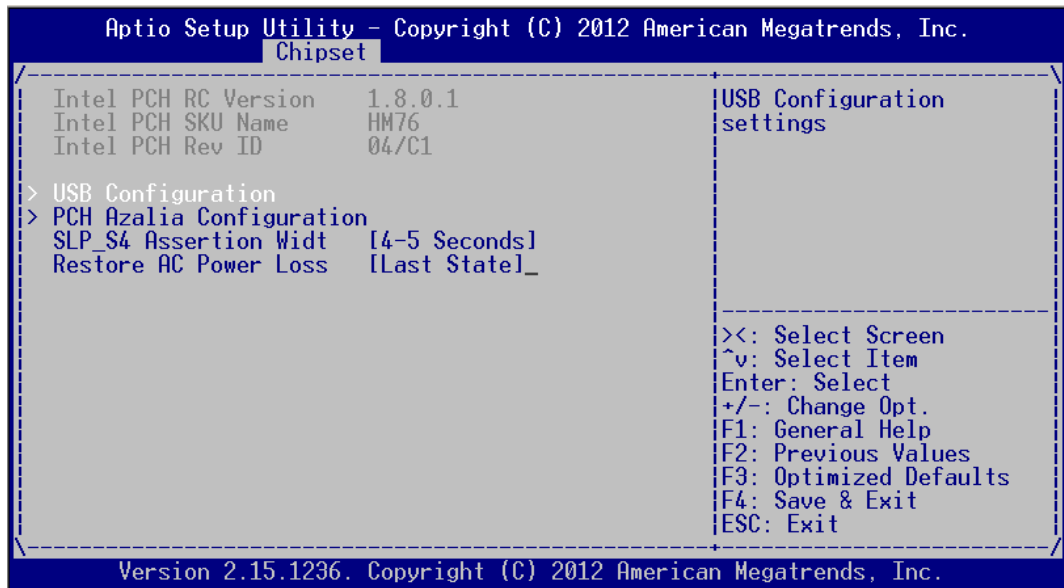 Aptio Setup Utility – Copyright (C) 2012 American Megatrends, Inc.
Chipset
Intel PCH RC Version 1.8.0.1
Intel PCH SKU Name HM76
Intel PCH Rev ID 04/C1
> USB Configuration
> PCH Azalia Configuration
SLP_S4 Assertion Widt [4-5 Seconds]
Restore AC Power Loss [Last State]_
USB Configuration
settings
><: Select Screen
^v: Select Item
Enter: Select
+/-: Change Opt.
F1: General Help
F2: Previous Values
F3: Optimized Defaults
F4: Save & Exit
ESC: Exit
Version 2.15.1236. Copyright (C) 2012 American Megatrends, Inc.